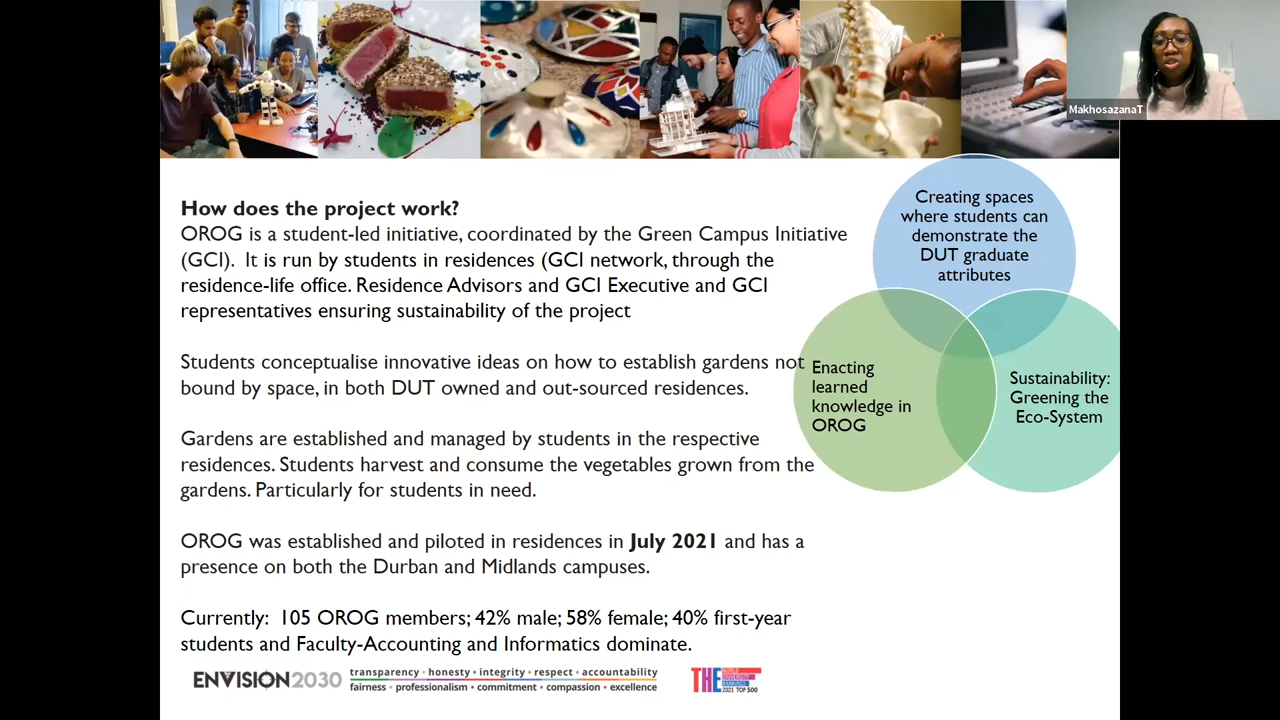 MakhosazanaT
How does the project work?
OROG is a student-led initiative, coordinated by the Green Campus Initiative
(GCI). It is run by students in residences (GCI network, through the
residence-life office. Residence Advisors and GCI Executive and GCI
representatives ensuring sustainability of the project
Students conceptualise innovative ideas on how to establish gardens not
bound by space, in both DUT owned and out-sourced residences.
Gardens are established and managed by students in the respective
residences. Students harvest and consume the vegetables grown from the
gardens. Particularly for students in need.
OROG was established and piloted in residences in July 2021 and has a
presence on both the Durban and Midlands campuses.
Currently: 105 OROG members; 42% male; 58% female; 40% first-year
students and Faculty-Accounting and Informatics dominate.
Creating spaces
where students can
demonstrate the
DUT graduate
attributes
Enacting
learned
knowledge in
OROG
Sustainability:
Greening the
Eco-System
ENVISION2030
transparency • honesty • integrity • respect • accountability
fairness • professionalism • commitment • compassion • excellence
THE
WORLD
UNIVERSITY
RANKINGS
2021 TOP 500